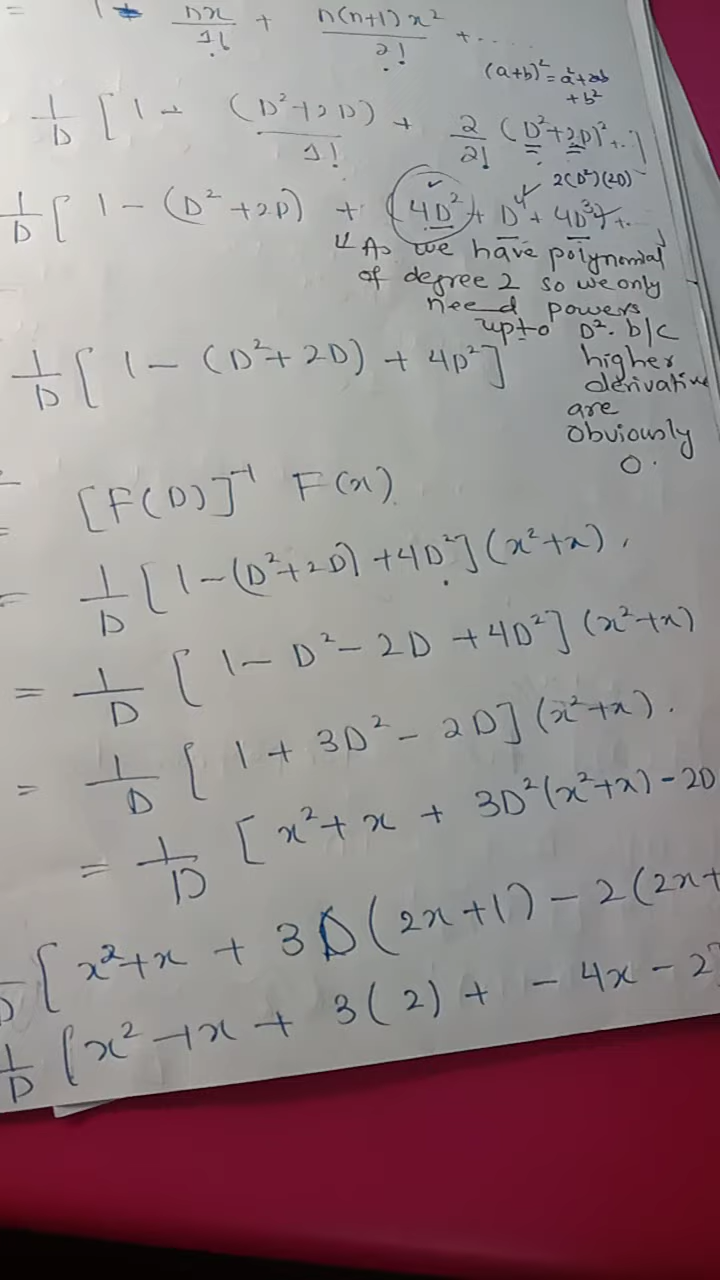 = 1 + nx/1! + n(n+1)x²/2! + ....
(a+b)² = a²+2ab
+ b²
1/D [ 1 - (D²+2D)/1! + 2/2! (D²+2D)²+.. ]
2(D²)(2D)
1/D [ 1 - (D²+2D) + (4D² + D⁴ + 4D³) +.. ]
As we have polynomial
of degree 2 so we only
need powers
upto D². b/c
higher
derivative
are
obviously
0.
1/D [ 1 - (D²+2D) + 4D² ]
= [F(D)]⁻¹ F(x)
= 1/D [ 1-(D²+2D) +4D² ] (x²+x).
= 1/D [ 1- D²- 2D +4D² ] (x²+x)
= 1/D [ 1 + 3D² - 2D ] (x²+x).
= 1/D [ x²+x + 3D²(x²+x) - 2D
1/D [ x²+x + 3D(2x+1) - 2(2x+
1/D [ x²+x + 3(2) + - 4x - 2]